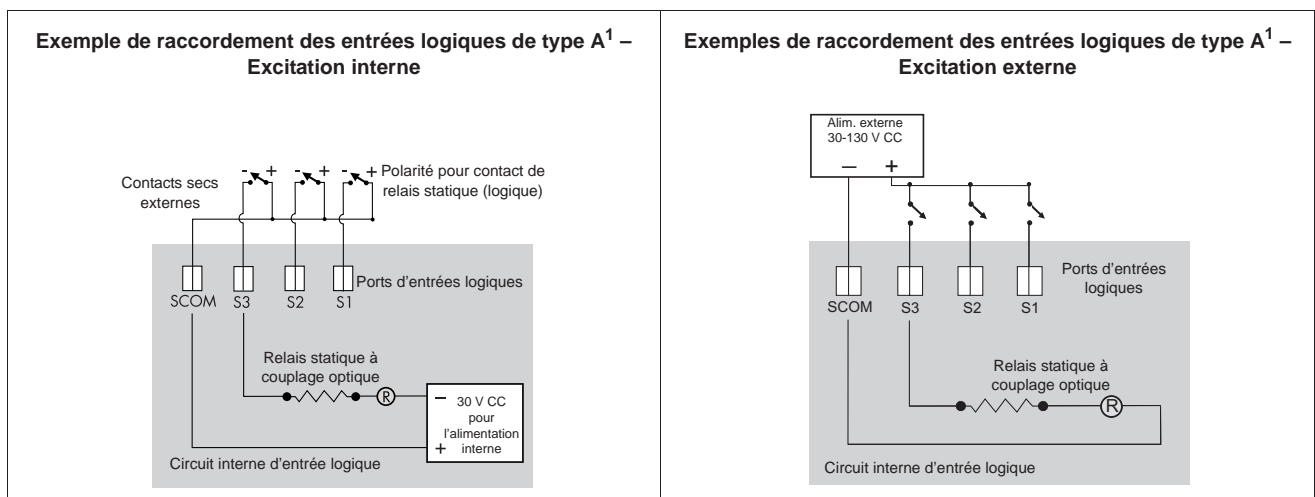 Exemple de raccordement des entrées logiques de type A1 –
Excitation interne
Contacts secs
externes
- + - + - + Polarité pour contact de
relais statique (logique)
Ports d'entrées logiques
SCOM S3 S2 S1
Relais statique à
couplage optique
R
– 30 V CC
pour
l'alimentation
+ interne
Circuit interne d'entrée logique
Exemples de raccordement des entrées logiques de type A1 –
Excitation externe
Alim. externe
30-130 V CC
– +
Ports d'entrées
logiques
SCOM S3 S2 S1
Relais statique à
couplage optique
R
Circuit interne d'entrée logique